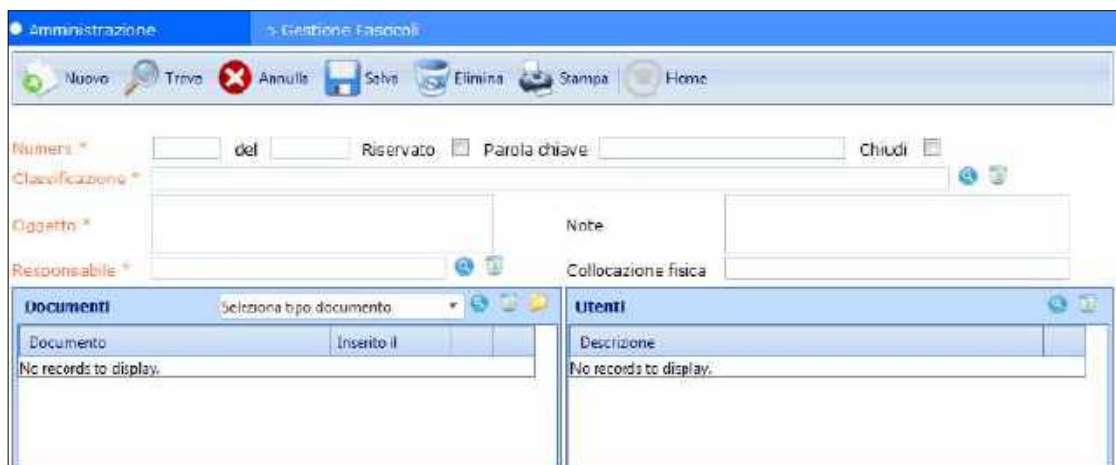 Amministrazione > Gestione Fascicoli
Nuovo Trova Annulla Salva Elimina Stampa Home
Numero * del Riservato Parola chiave Chiudi
Classificazione *
Oggetto * Note
Responsabile * Collocazione fisica
Documenti Seleziona tipo documento Utenti
Documento Inserito il Descrizione
No records to display. No records to display.